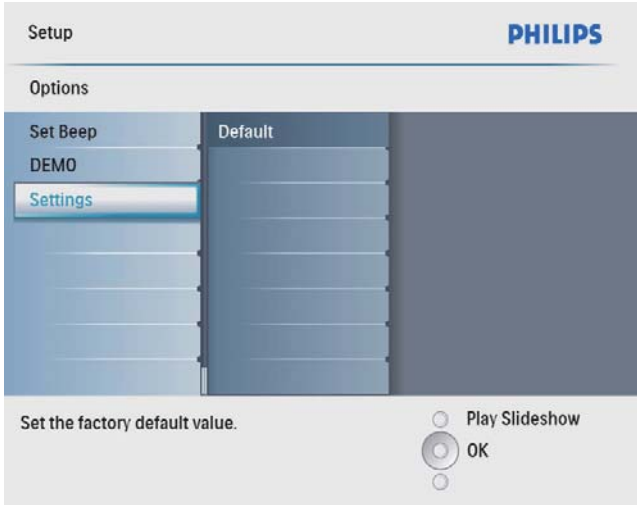 Setup
PHILIPS
Options
Set Beep
Default
DEMO
Settings
Set the factory default value.
Play Slideshow
OK